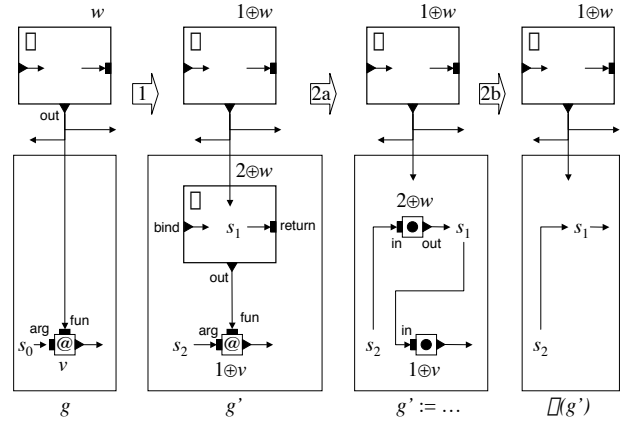 w
1⊕w
1⊕w
1⊕w
1
2a
2b
out
2⊕w
bind
s₁
return
out
2⊕w
in
out
s₁
s₁
arg
fun
s₀
@
v
arg
fun
s₂
@
1⊕v
in
s₂
1⊕v
s₂
g
g’
g’ := …
(g’)